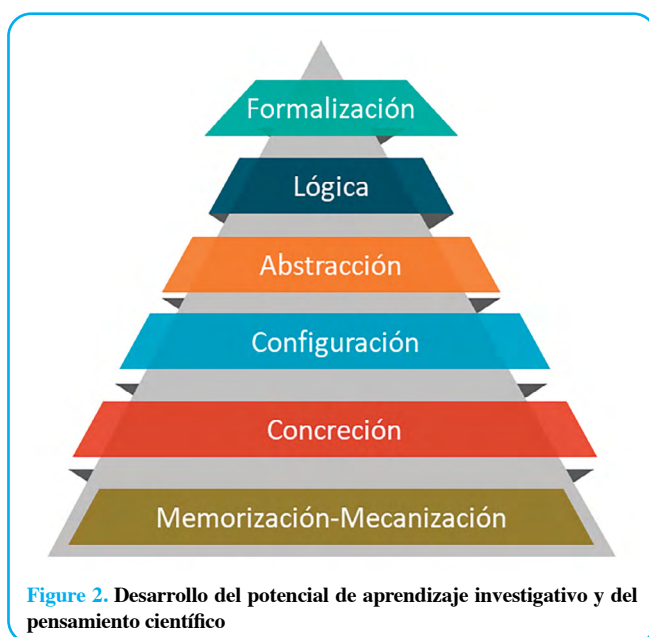 Formalización
Lógica
Abstracción
Configuración
Concreción
Memorización-Mecanización
Figure 2. Desarrollo del potencial de aprendizaje investigativo y del
pensamiento científico